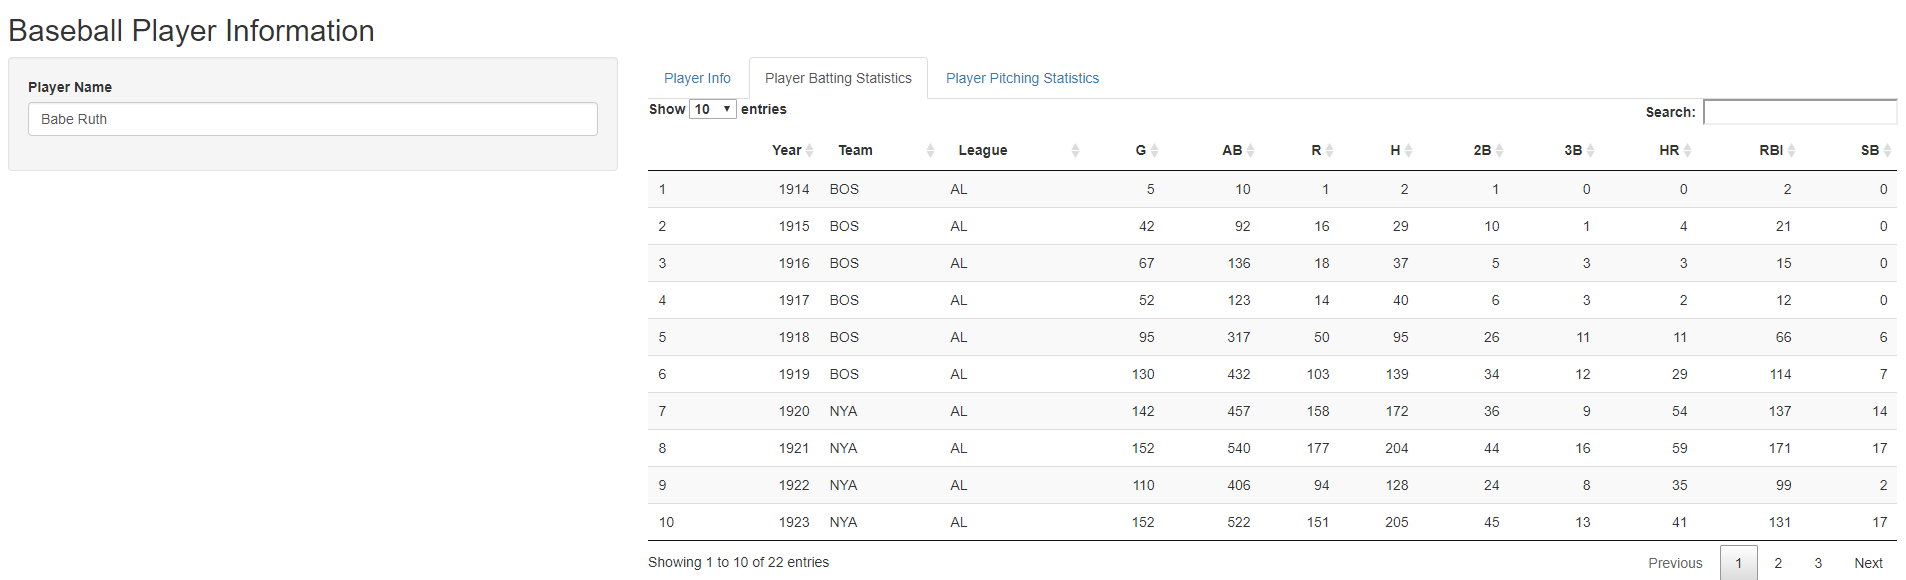 Baseball Player Information
Player Name
Babe Ruth
Player Info Player Batting Statistics Player Pitching Statistics
Show 10 entries Search:
Year Team League G AB R H 2B 3B HR RBI SB
1 1914 BOS AL 5 10 1 2 1 0 0 2 0
2 1915 BOS AL 42 92 16 29 10 1 4 21 0
3 1916 BOS AL 67 136 18 37 5 3 3 15 0
4 1917 BOS AL 52 123 14 40 6 3 2 12 0
5 1918 BOS AL 95 317 50 95 26 11 11 66 6
6 1919 BOS AL 130 432 103 139 34 12 29 114 7
7 1920 NYA AL 142 457 158 172 36 9 54 137 14
8 1921 NYA AL 152 540 177 204 44 16 59 171 17
9 1922 NYA AL 110 406 94 128 24 8 35 99 2
10 1923 NYA AL 152 522 151 205 45 13 41 131 17
Showing 1 to 10 of 22 entries Previous 1 2 3 Next